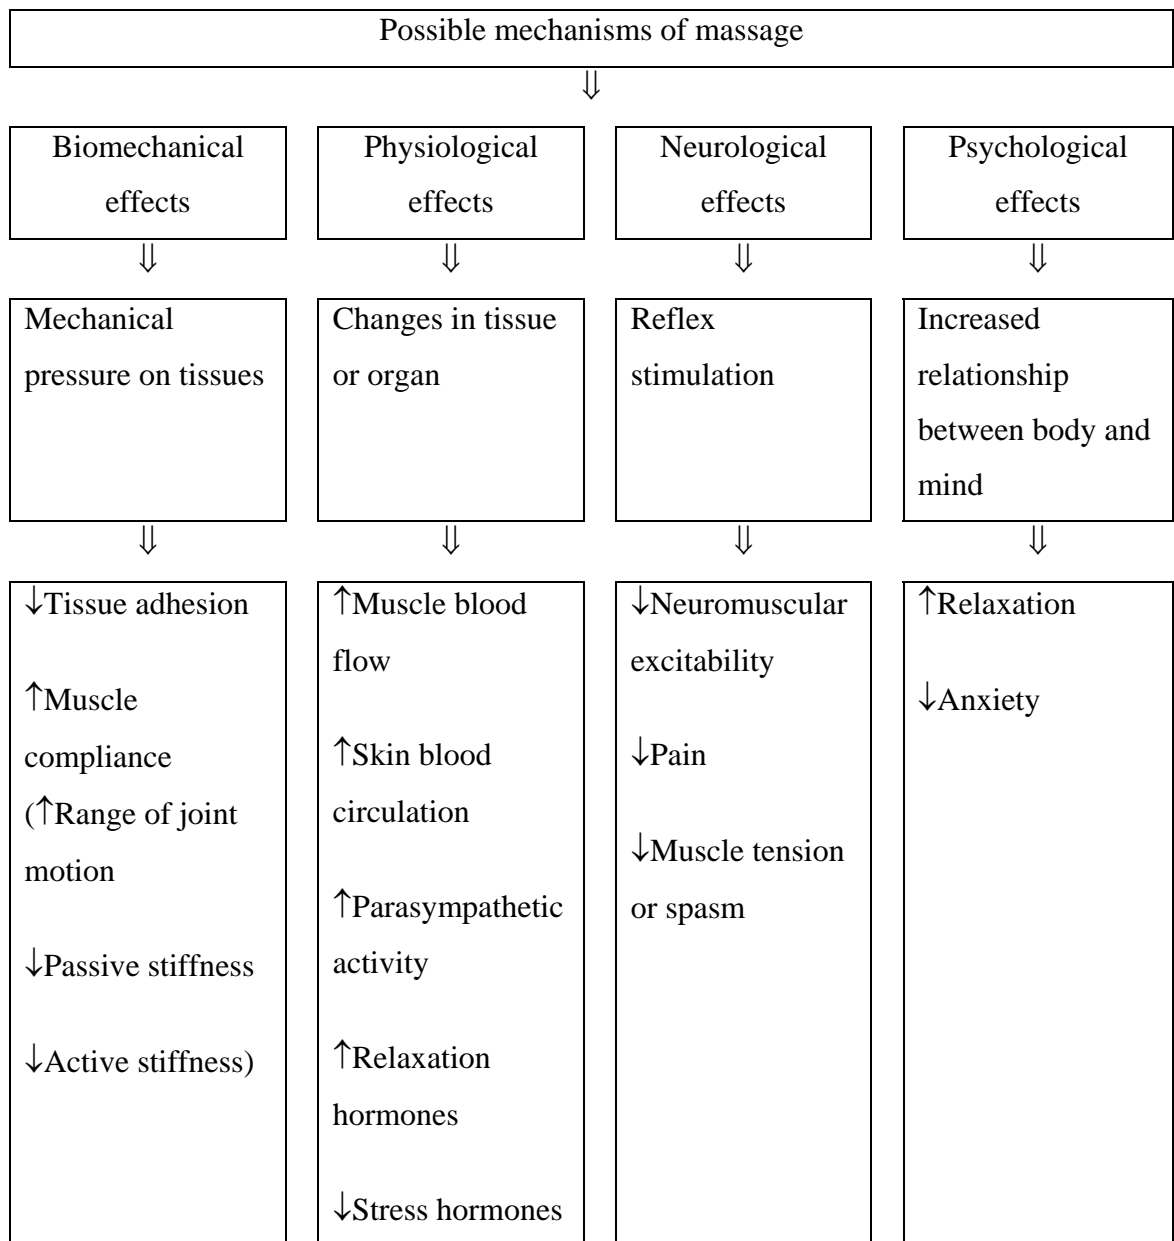 Possible mechanisms of massage
⇓
Biomechanical
effects
Physiological
effects
Neurological
effects
Psychological
effects
⇓
⇓
⇓
⇓
Mechanical
pressure on tissues
Changes in tissue
or organ
Reflex
stimulation
Increased
relationship
between body and
mind
⇓
⇓
⇓
⇓
↓Tissue adhesion
↑Muscle
compliance
(↑Range of joint
motion
↓Passive stiffness
↓Active stiffness)
↑Muscle blood
flow
↑Skin blood
circulation
↑Parasympathetic
activity
↑Relaxation
hormones
↓Stress hormones
↓Neuromuscular
excitability
↓Pain
↓Muscle tension
or spasm
↑Relaxation
↓Anxiety